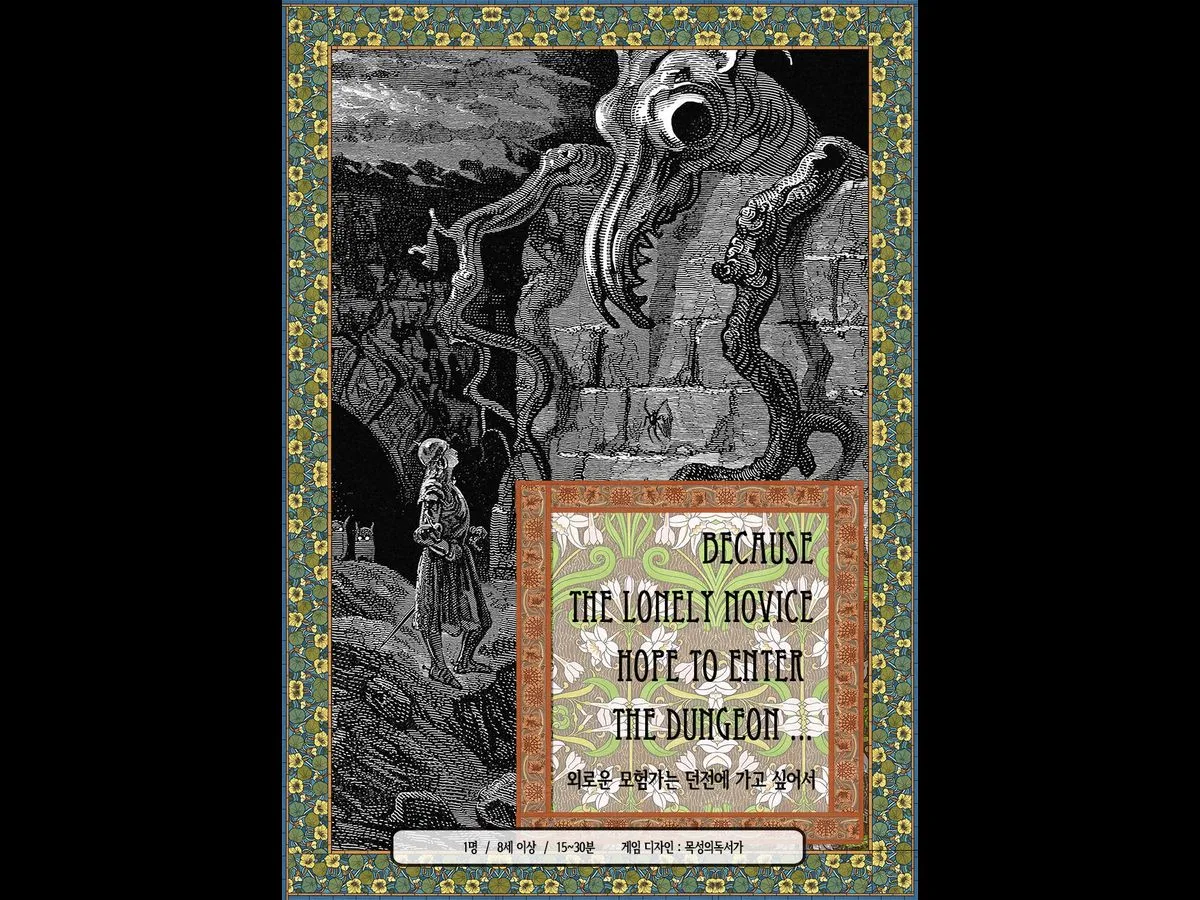 BECAUSE
THE LONELY NOVICE
HOPE TO ENTER
THE DUNGEON ...
외로운 모험가는 던전에 가고 싶어서
1명 / 8세 이상 / 15~30분 게임 디자인 : 목성의독서가